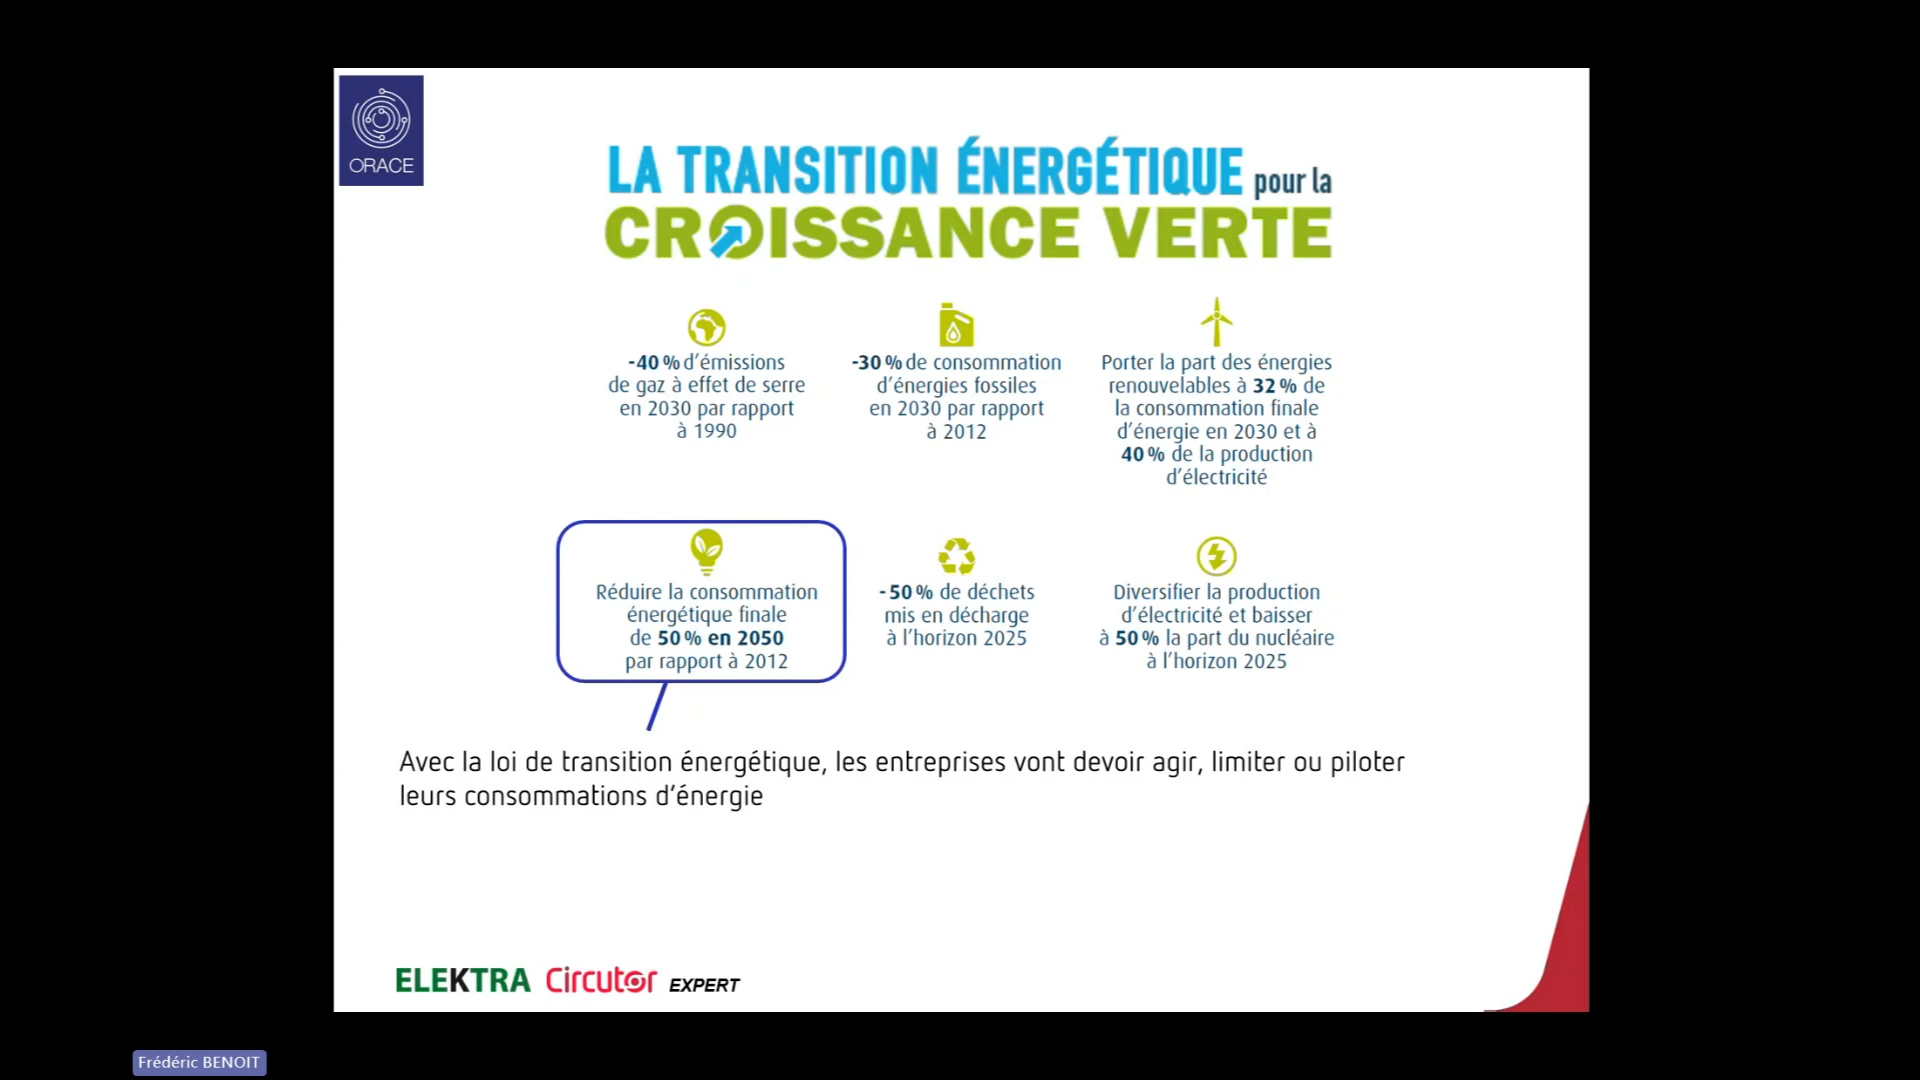 ORACE
LA TRANSITION ÉNERGÉTIQUE pour la
CROISSANCE VERTE
-40 % d'émissions
de gaz à effet de serre
en 2030 par rapport
à 1990
-30 % de consommation
d'énergies fossiles
en 2030 par rapport
à 2012
Porter la part des énergies
renouvelables à 32 % de
la consommation finale
d'énergie en 2030 et à
40 % de la production
d'électricité
Réduire la consommation
énergétique finale
de 50 % en 2050
par rapport à 2012
- 50 % de déchets
mis en décharge
à l'horizon 2025
Diversifier la production
d'électricité et baisser
à 50 % la part du nucléaire
à l'horizon 2025
Avec la loi de transition énergétique, les entreprises vont devoir agir, limiter ou piloter
leurs consommations d'énergie
ELEKTRA Circutor EXPERT
Frédéric BENOIT